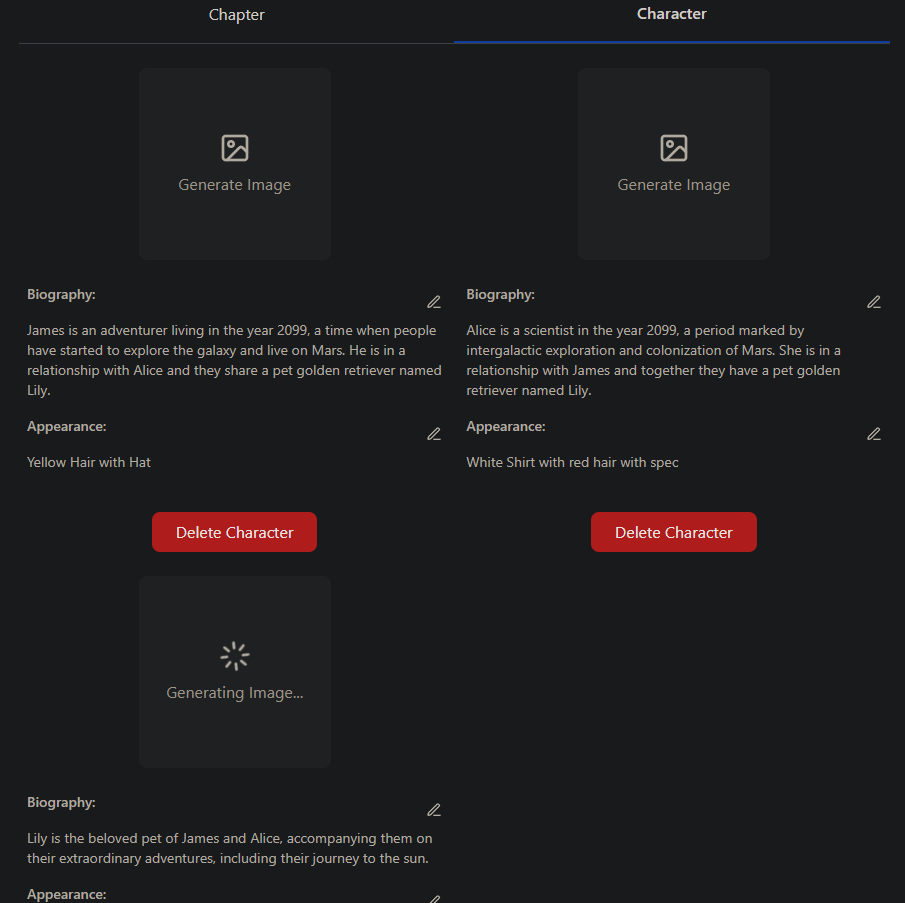 Chapter
Character
Generate Image
Generate Image
Biography:
James is an adventurer living in the year 2099, a time when people
have started to explore the galaxy and live on Mars. He is in a
relationship with Alice and they share a pet golden retriever named
Lily.
Appearance:
Yellow Hair with Hat
Delete Character
Biography:
Alice is a scientist in the year 2099, a period marked by
intergalactic exploration and colonization of Mars. She is in a
relationship with James and together they have a pet golden
retriever named Lily.
Appearance:
White Shirt with red hair with spec
Delete Character
Generating Image...
Biography:
Lily is the beloved pet of James and Alice, accompanying them on
their extraordinary adventures, including their journey to the sun.
Appearance: